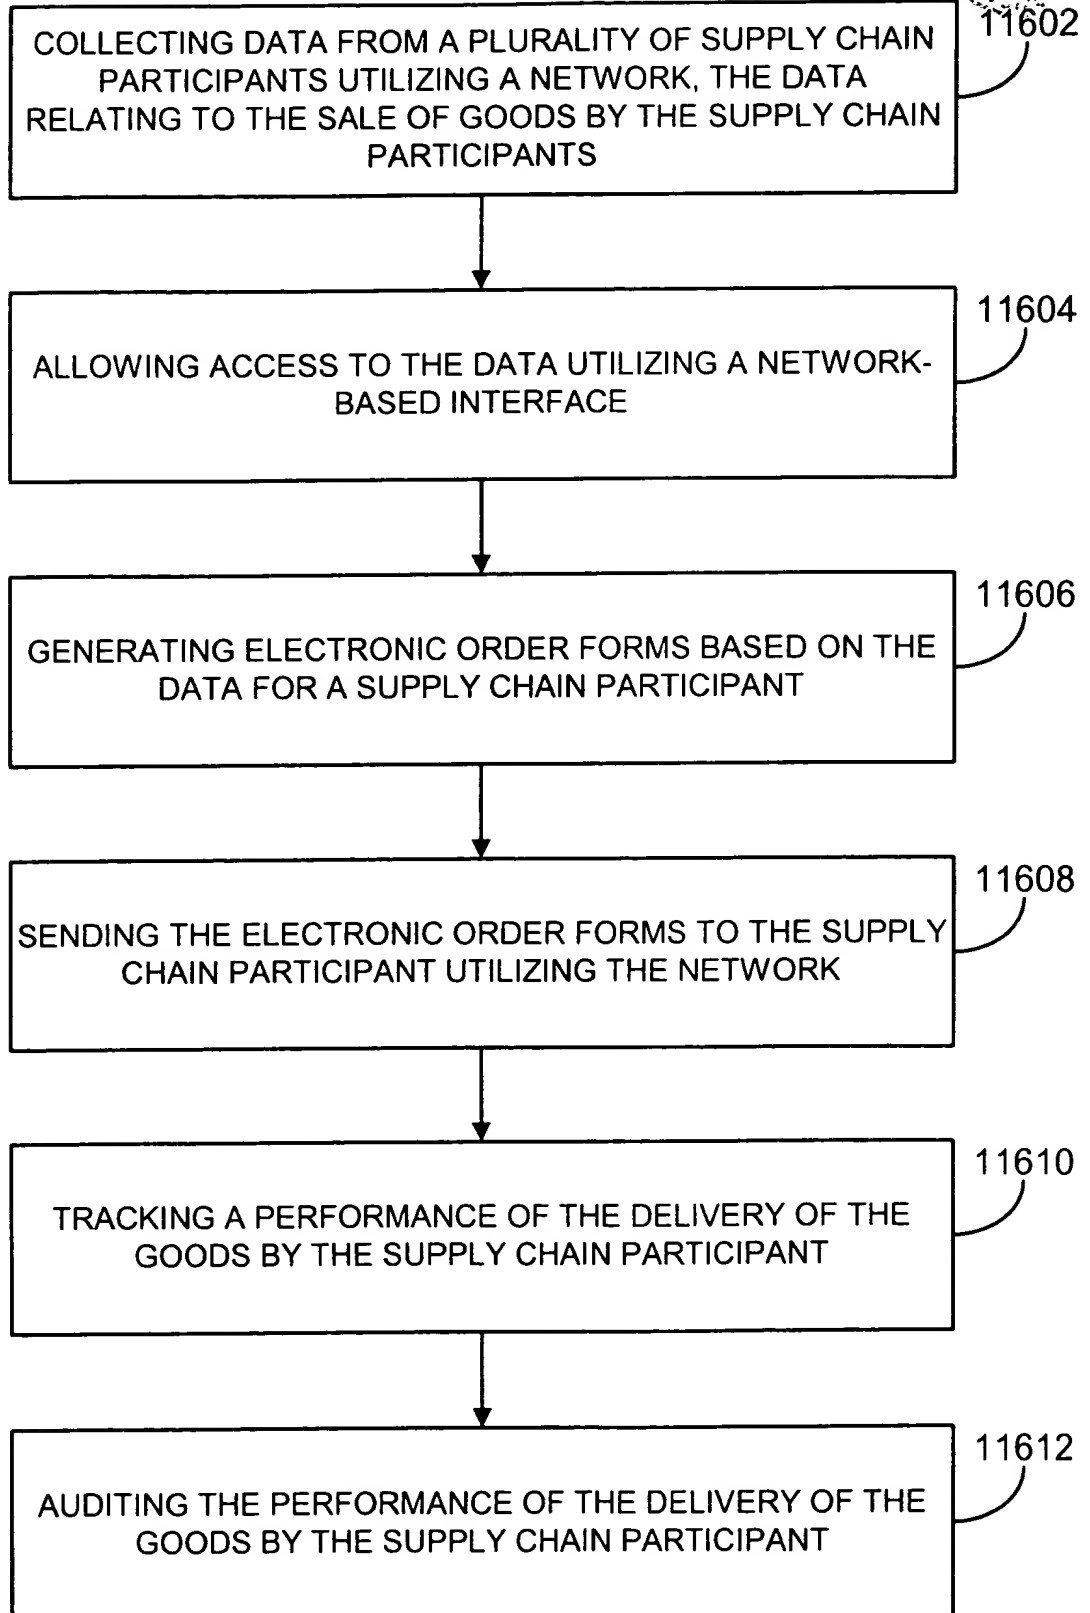 11602
COLLECTING DATA FROM A PLURALITY OF SUPPLY CHAIN
PARTICIPANTS UTILIZING A NETWORK, THE DATA
RELATING TO THE SALE OF GOODS BY THE SUPPLY CHAIN
PARTICIPANTS
11604
ALLOWING ACCESS TO THE DATA UTILIZING A NETWORK-
BASED INTERFACE
11606
GENERATING ELECTRONIC ORDER FORMS BASED ON THE
DATA FOR A SUPPLY CHAIN PARTICIPANT
11608
SENDING THE ELECTRONIC ORDER FORMS TO THE SUPPLY
CHAIN PARTICIPANT UTILIZING THE NETWORK
11610
TRACKING A PERFORMANCE OF THE DELIVERY OF THE
GOODS BY THE SUPPLY CHAIN PARTICIPANT
11612
AUDITING THE PERFORMANCE OF THE DELIVERY OF THE
GOODS BY THE SUPPLY CHAIN PARTICIPANT